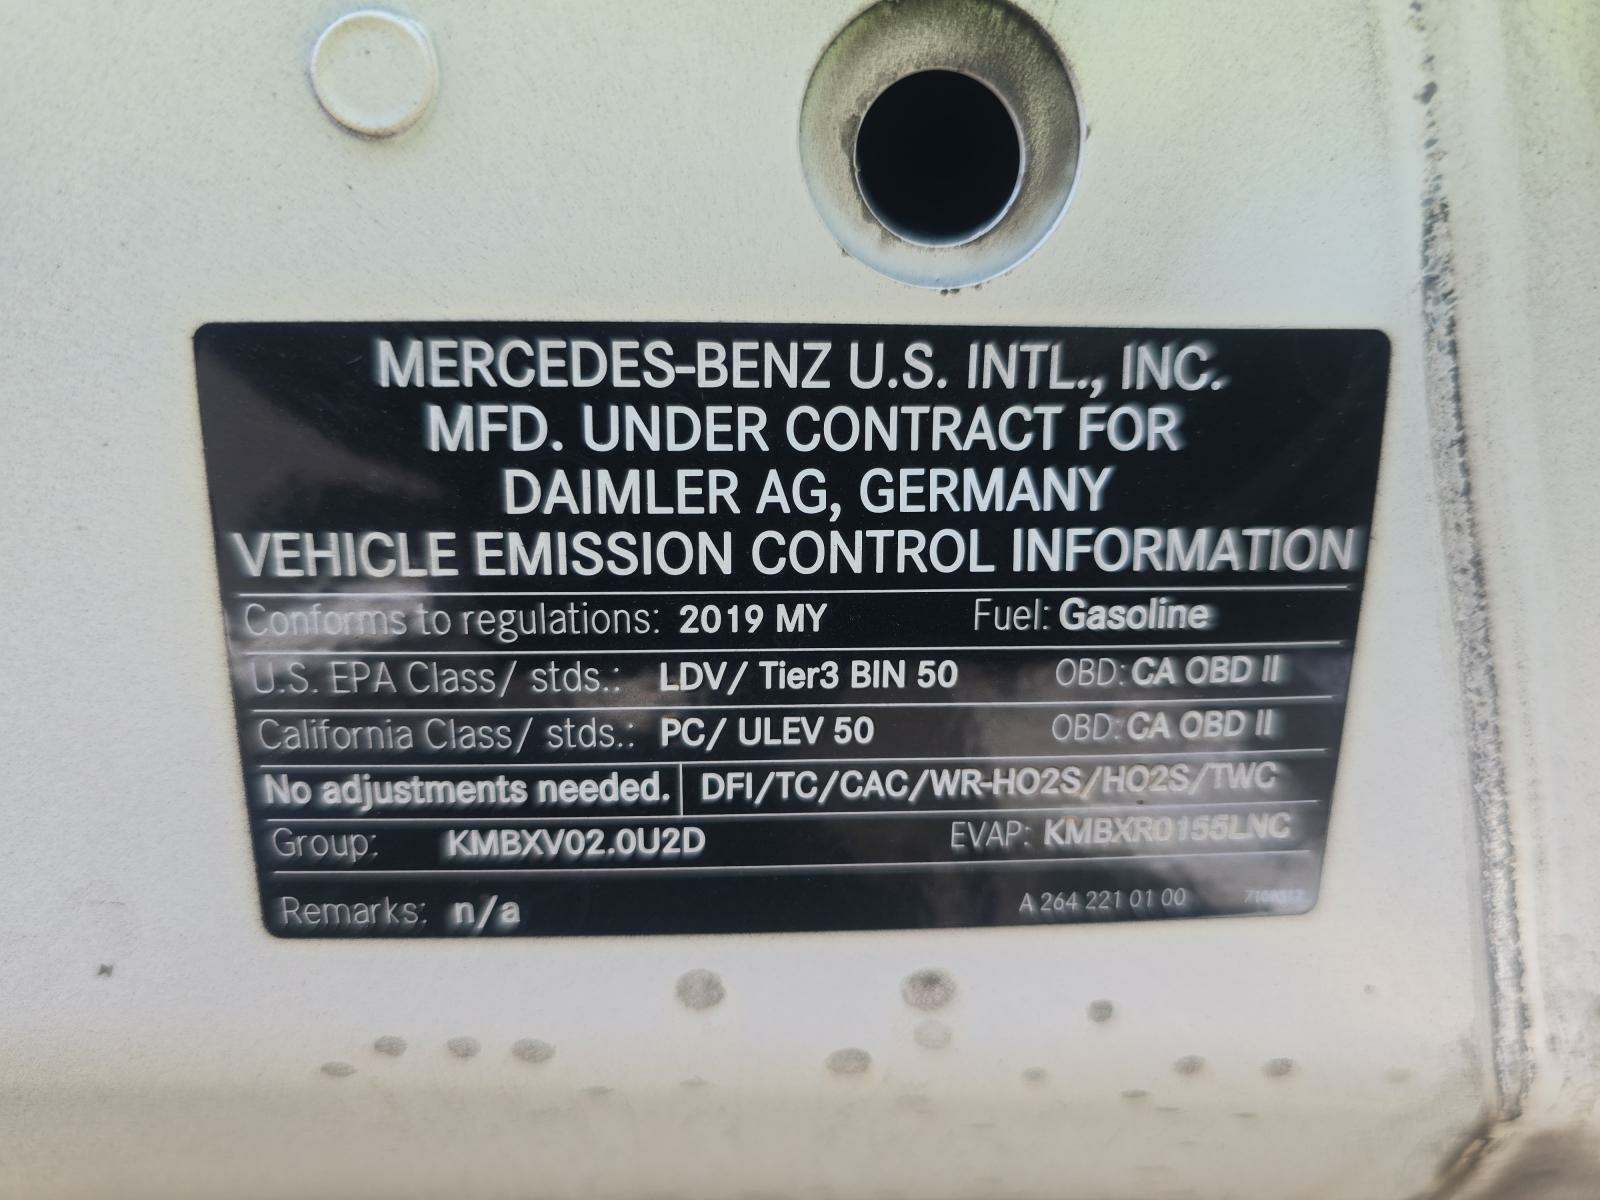 MERCEDES-BENZ U.S. INTL., INC.
MFD. UNDER CONTRACT FOR
DAIMLER AG, GERMANY
VEHICLE EMISSION CONTROL INFORMATION
Conforms to regulations: 2019 MY Fuel: Gasoline
U.S. EPA Class/ stds.: LDV/ Tier3 BIN 50 OBD: CA OBD II
California Class/ stds.: PC/ ULEV 50 OBD: CA OBD II
No adjustments needed. DFI/TC/CAC/WR-HO2S/HO2S/TWC
Group: KMBXV02.0U2D EVAP: KMBXR0155LNC
Remarks: n/a A 264 221 01 00